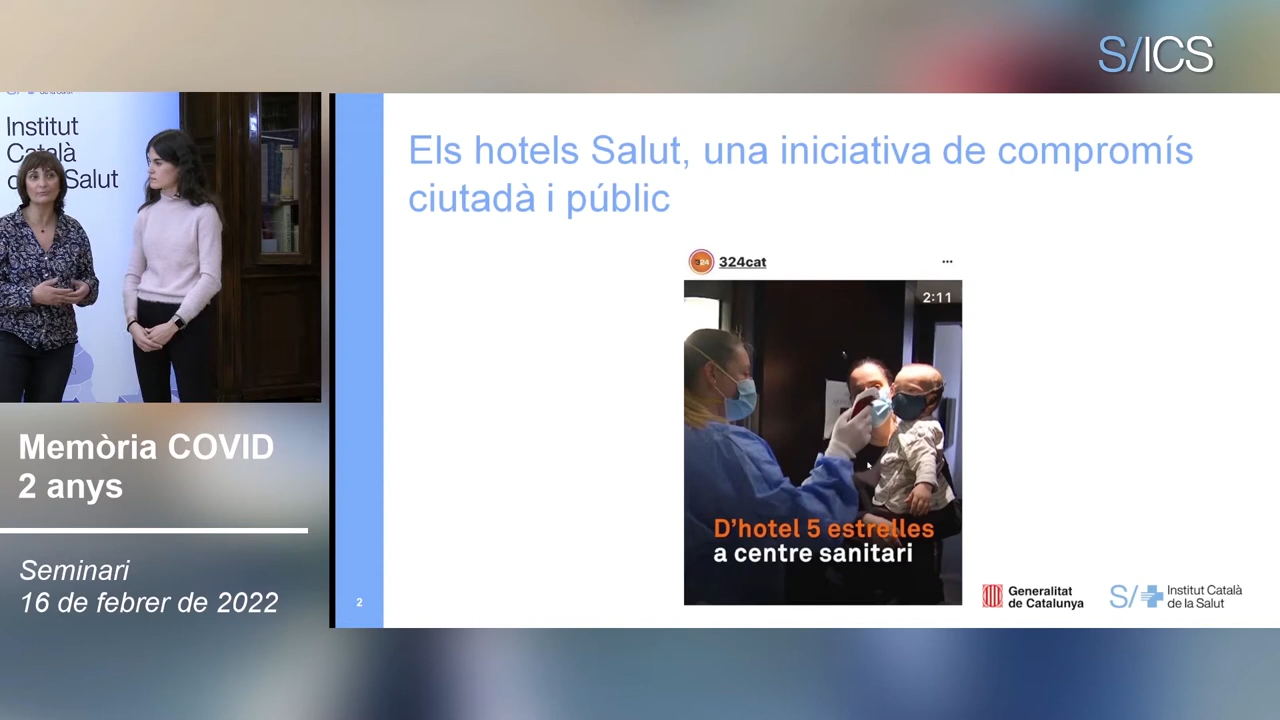 S/ICS
Institut
Català
Salut
Memòria COVID
2 anys
Seminari
16 de febrer de 2022
Els hotels Salut, una iniciativa de compromís
ciutadà i públic
324
324cat
...
2:11
D'hotel 5 estrelles
a centre sanitari
2
Generalitat
de Catalunya
S/
Institut Català
de la Salut